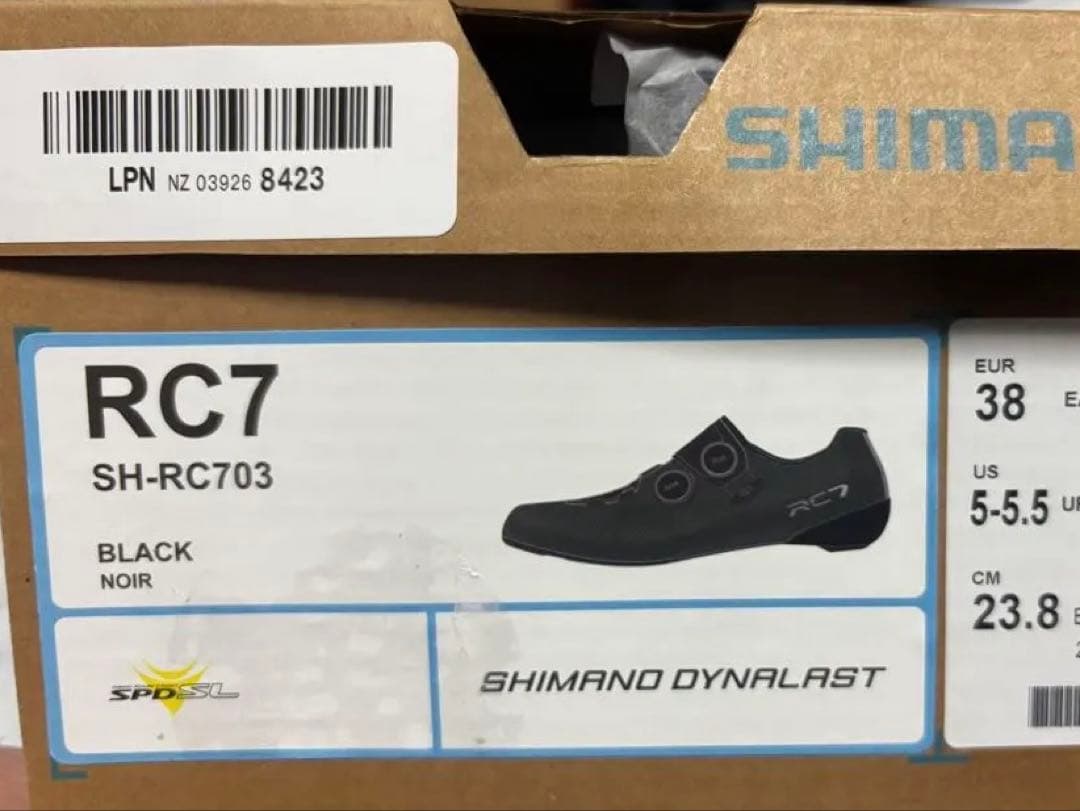 LPN NZ 03926 8423
SHIMA
RC7
SH-RC703
BLACK
NOIR
RC7
SPD-SL
SHIMANO DYNALAST
EUR
38
US
5-5.5
CM
23.8